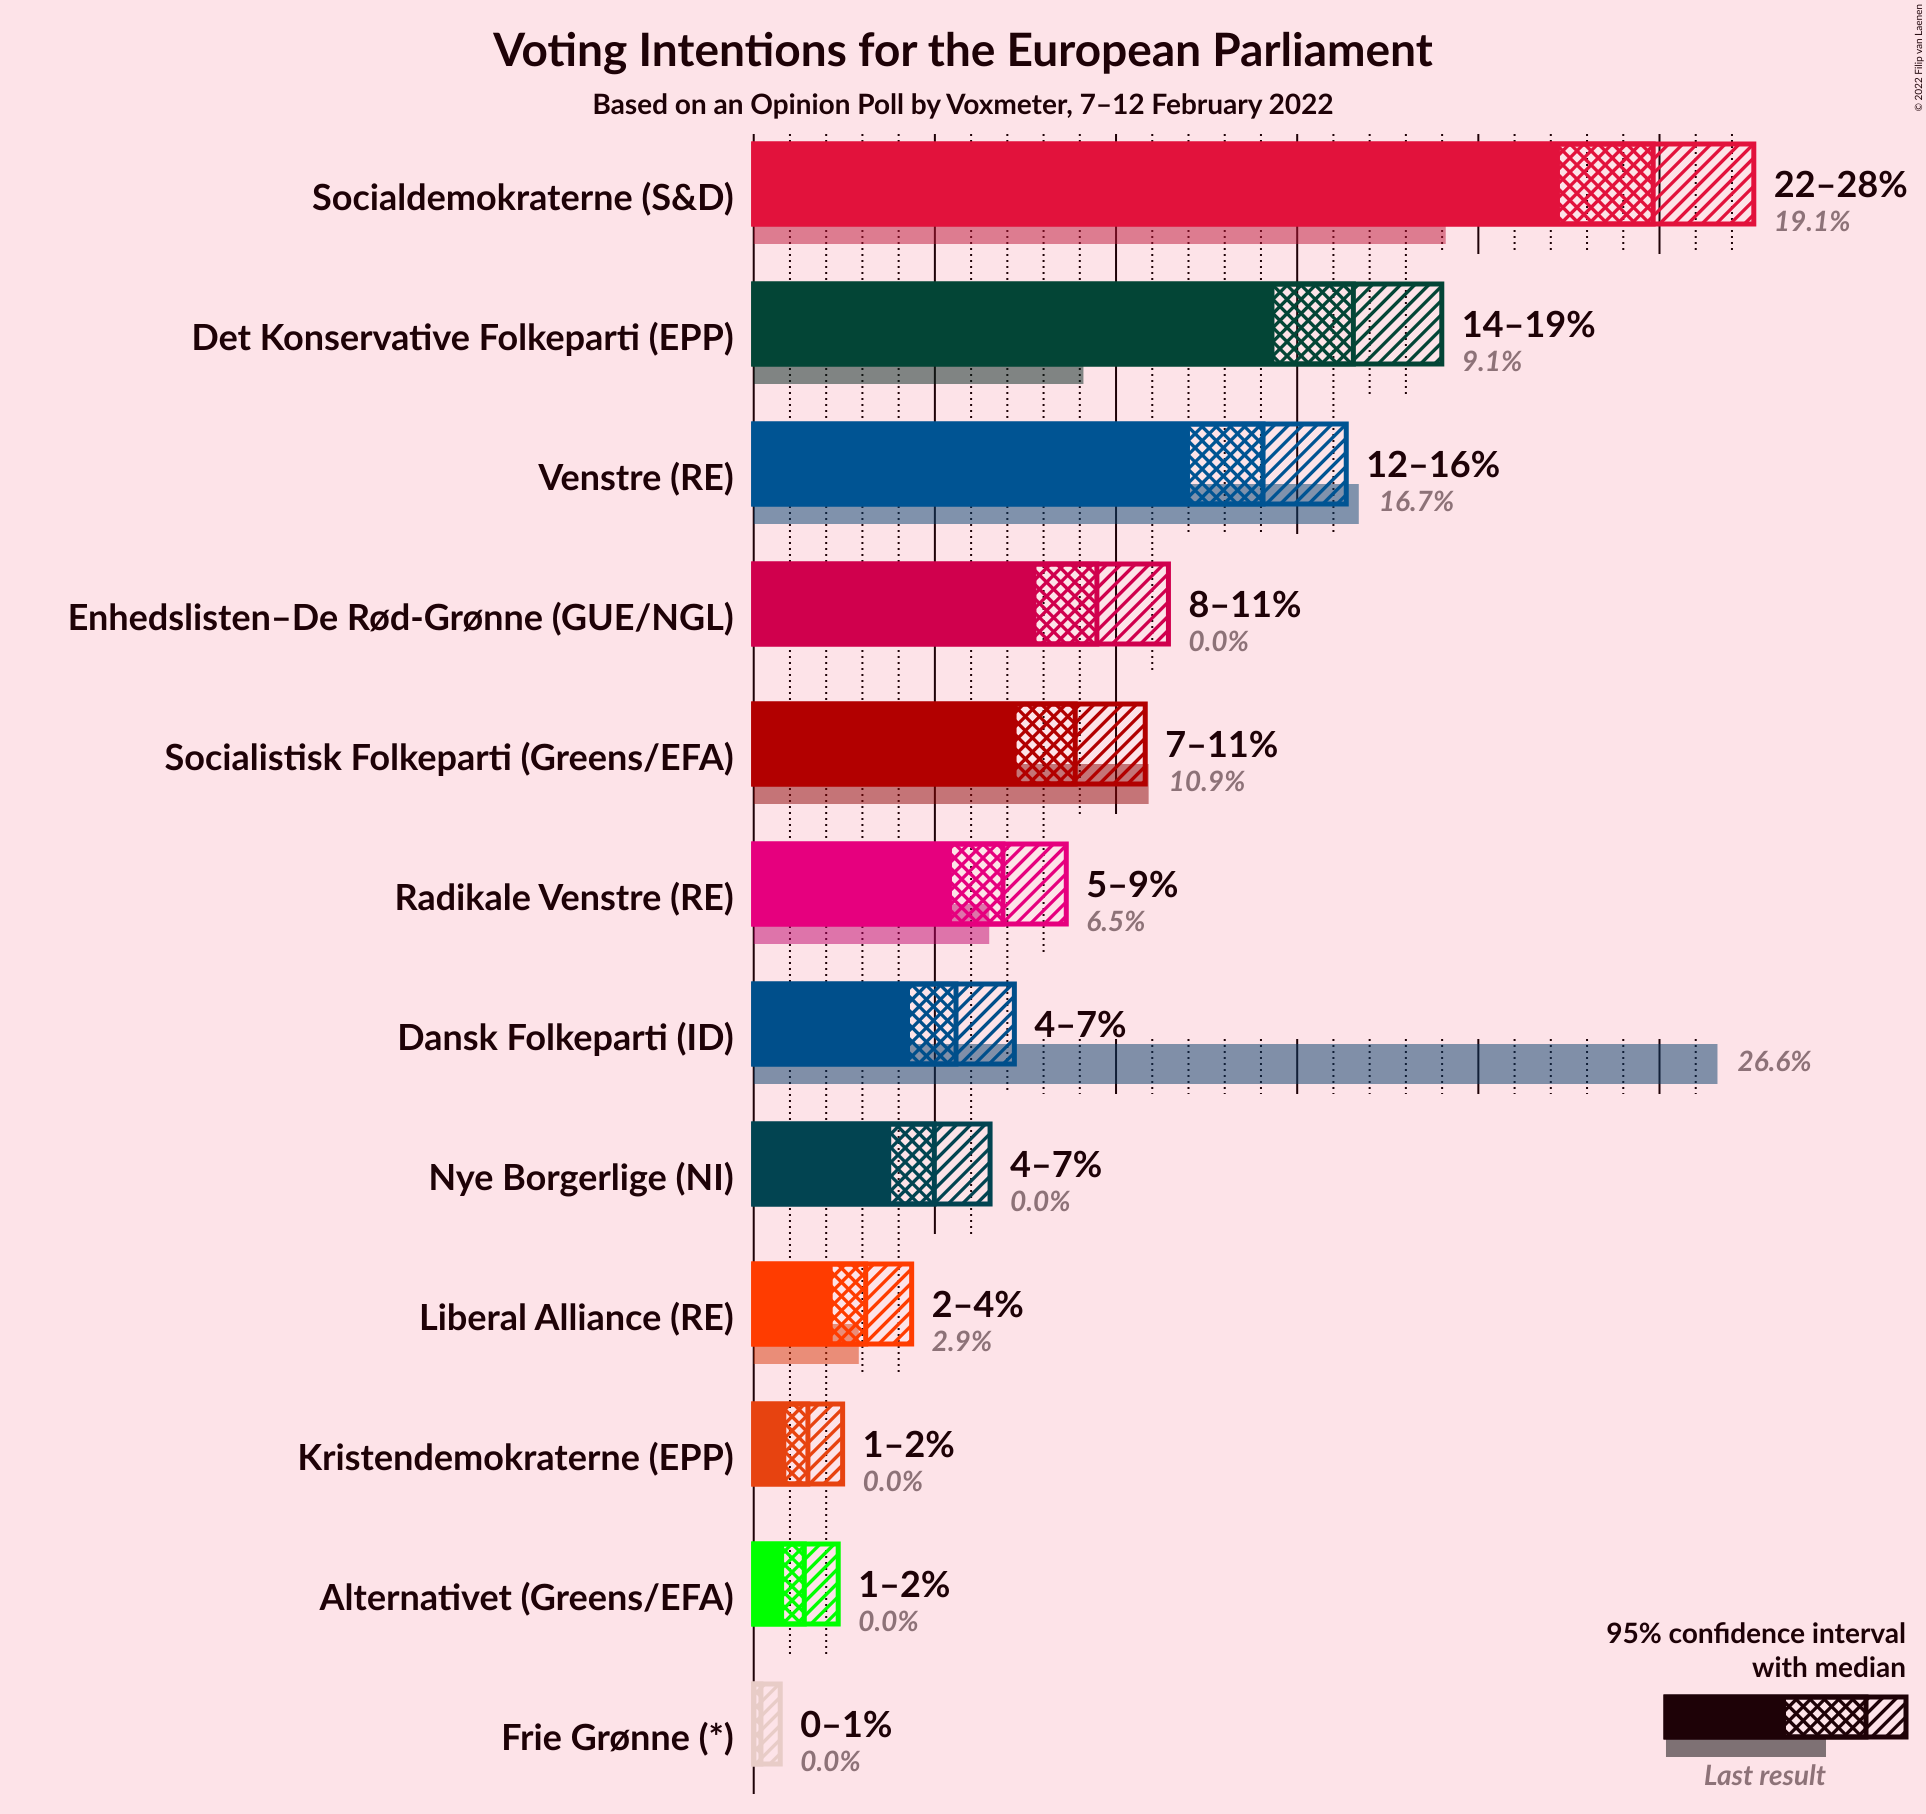 Voting Intentions for the European Parliament
Based on an Opinion Poll by Voxmeter, 7–12 February 2022
© 2022 Filip van Laenen
Socialdemokraterne (S&D)
22–28%
19.1%
Det Konservative Folkeparti (EPP)
14–19%
9.1%
Venstre (RE)
12–16%
16.7%
Enhedslisten–De Rød-Grønne (GUE/NGL)
8–11%
0.0%
Socialistisk Folkeparti (Greens/EFA)
7–11%
10.9%
Radikale Venstre (RE)
5–9%
6.5%
Dansk Folkeparti (ID)
4–7%
26.6%
Nye Borgerlige (NI)
4–7%
0.0%
Liberal Alliance (RE)
2–4%
2.9%
Kristendemokraterne (EPP)
1–2%
0.0%
Alternativet (Greens/EFA)
1–2%
0.0%
Frie Grønne (*)
0–1%
0.0%
95% confidence interval
with median
Last result